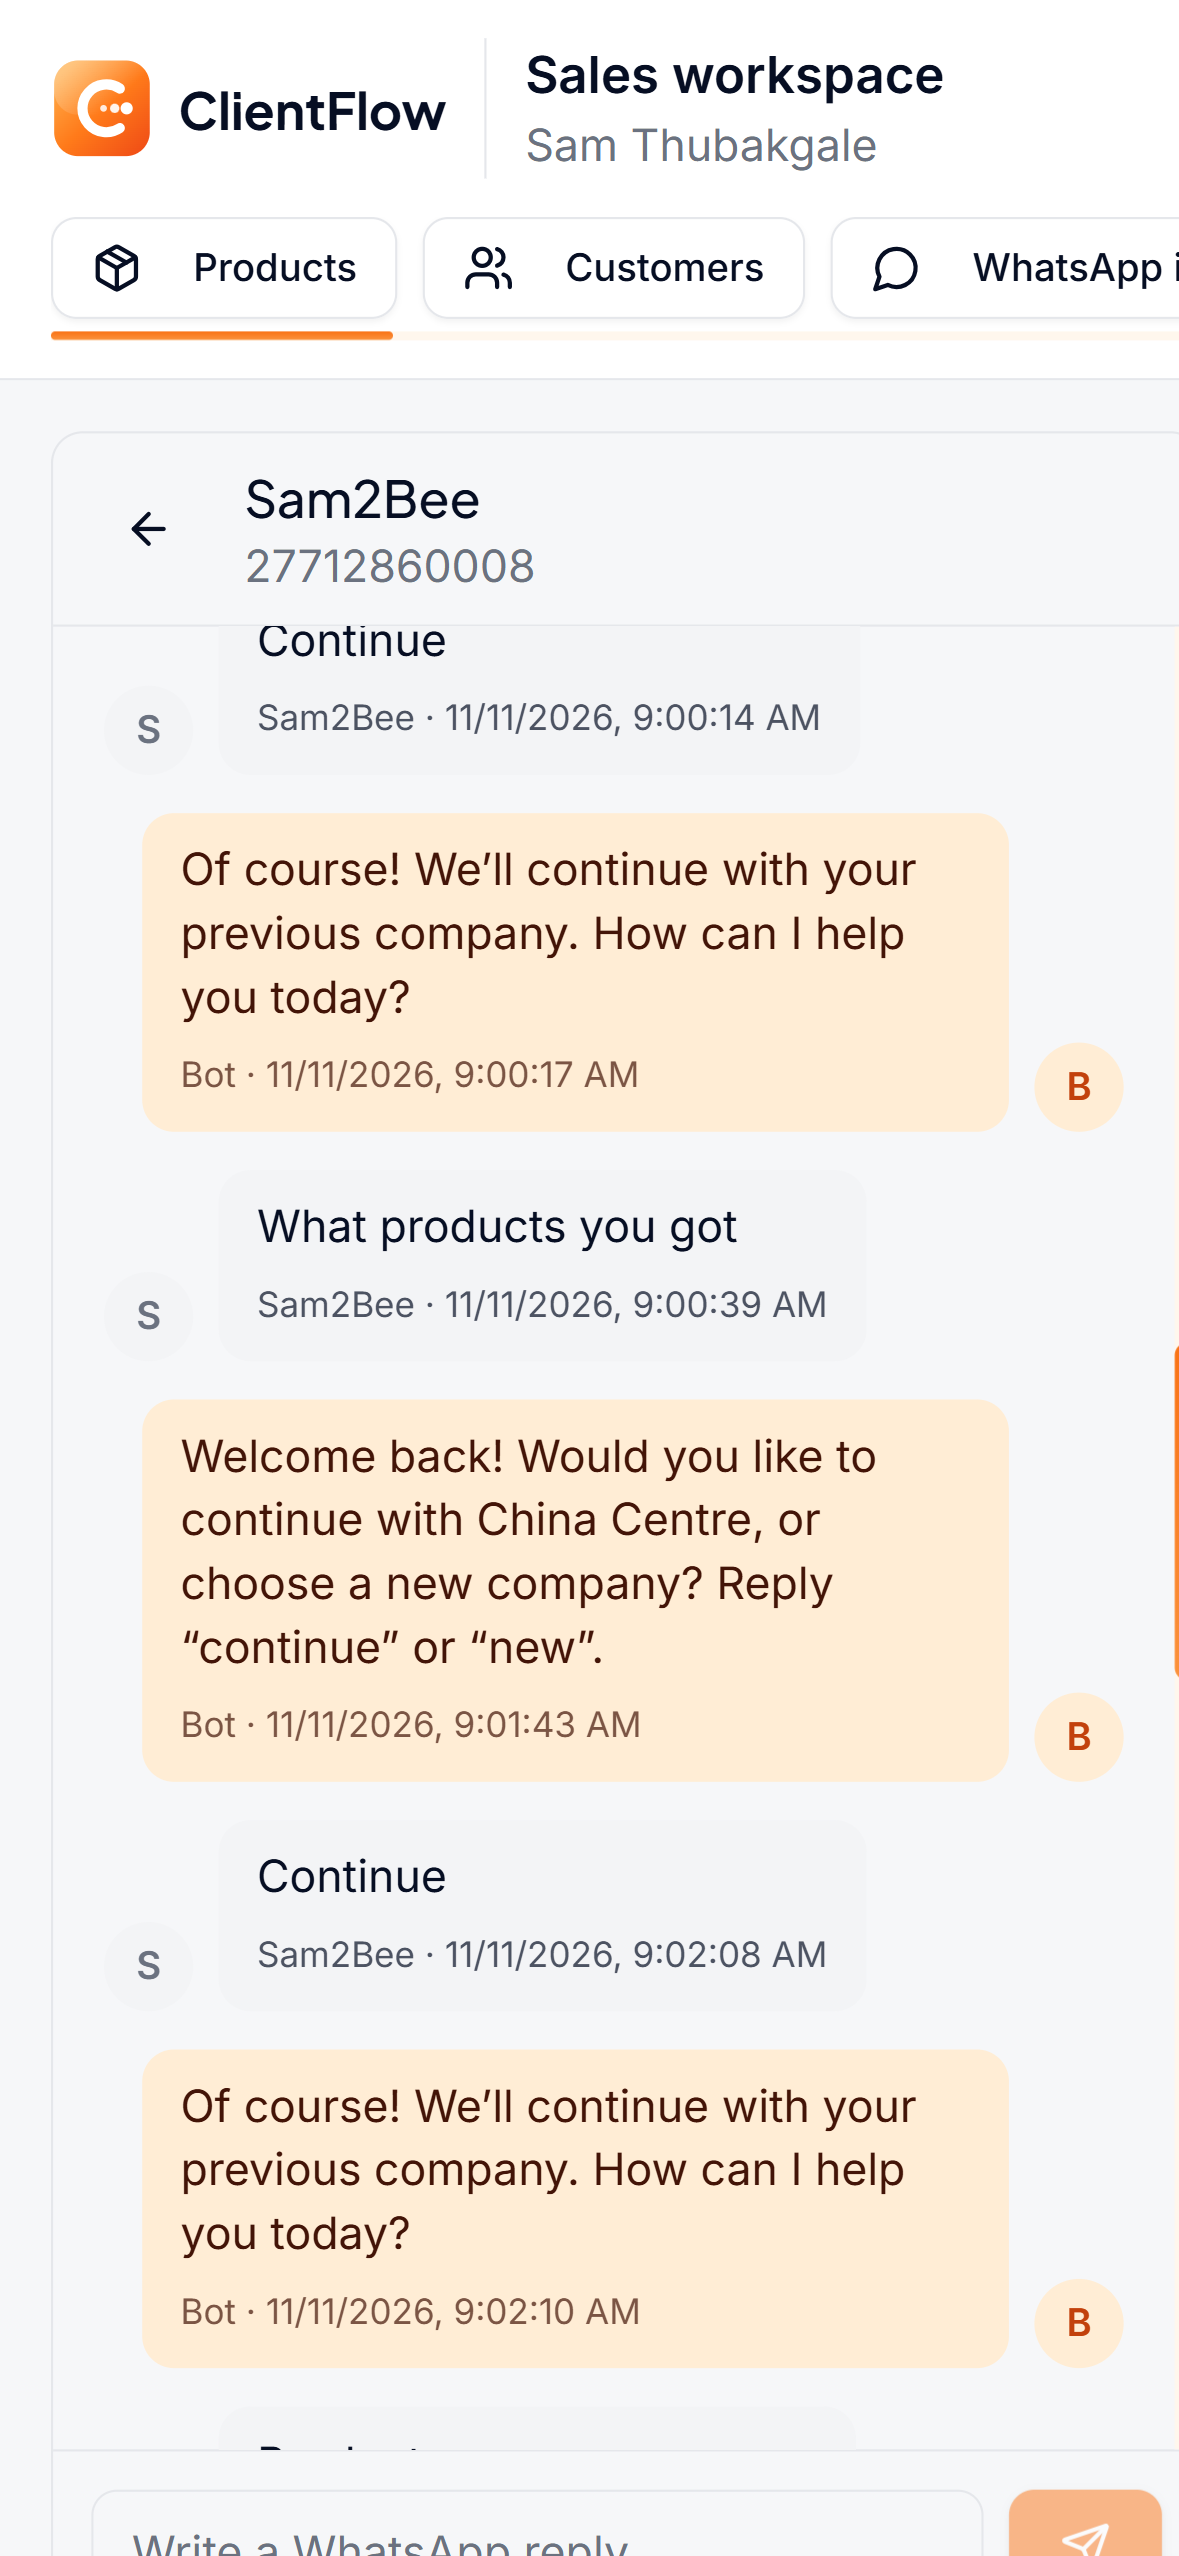 ClientFlow
Sales workspace
Sam Thubakgale
Products
Customers
WhatsApp
Sam2Bee
27712860008
Continue
Sam2Bee · 11/11/2026, 9:00:14 AM
S
Of course! We’ll continue with your
previous company. How can I help
you today?
Bot · 11/11/2026, 9:00:17 AM
B
What products you got
Sam2Bee · 11/11/2026, 9:00:39 AM
S
Welcome back! Would you like to
continue with China Centre, or
choose a new company? Reply
“continue” or “new”.
Bot · 11/11/2026, 9:01:43 AM
B
Continue
Sam2Bee · 11/11/2026, 9:02:08 AM
S
Of course! We’ll continue with your
previous company. How can I help
you today?
Bot · 11/11/2026, 9:02:10 AM
B
Write a WhatsApp reply